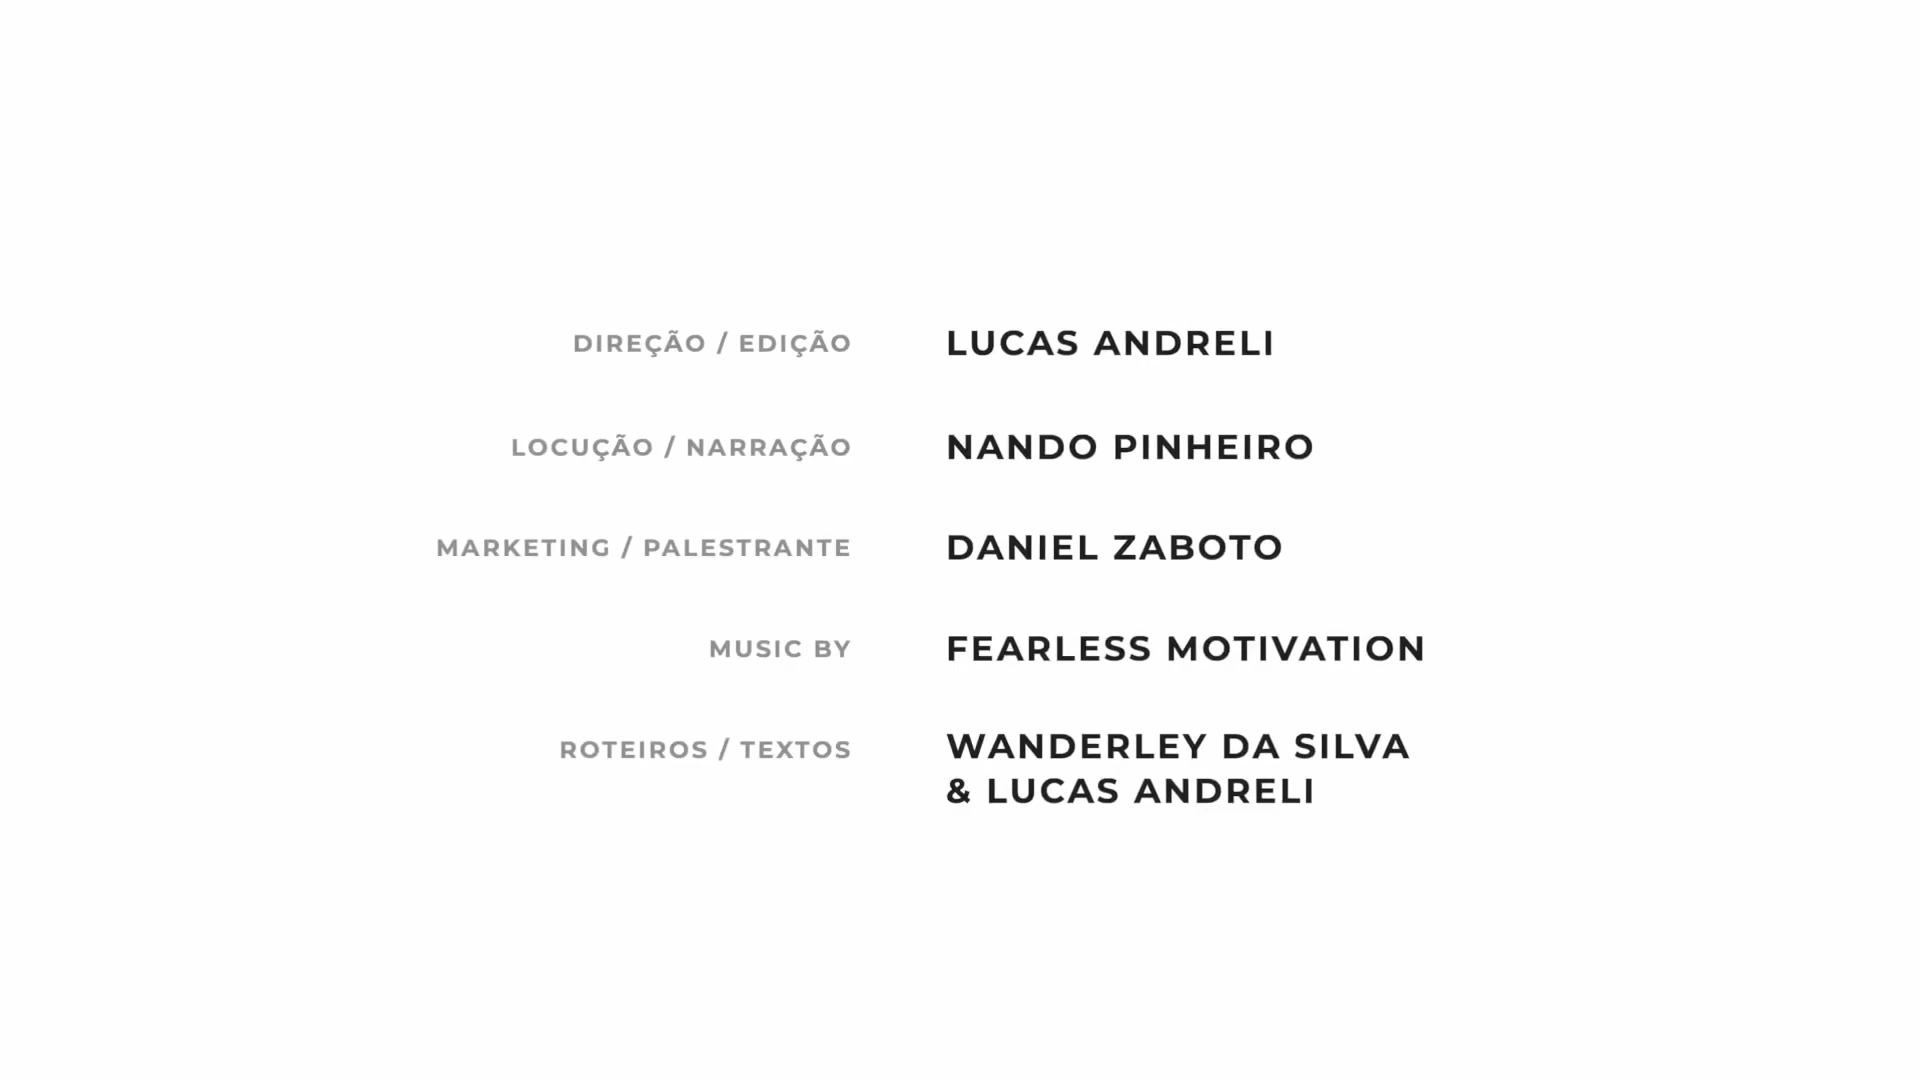 DIREÇÃO / EDIÇÃO LUCAS ANDRELI
LOCUÇÃO / NARRAÇÃO NANDO PINHEIRO
MARKETING / PALESTRANTE DANIEL ZABOTO
MUSIC BY FEARLESS MOTIVATION
ROTEIROS / TEXTOS WANDERLEY DA SILVA
& LUCAS ANDRELI